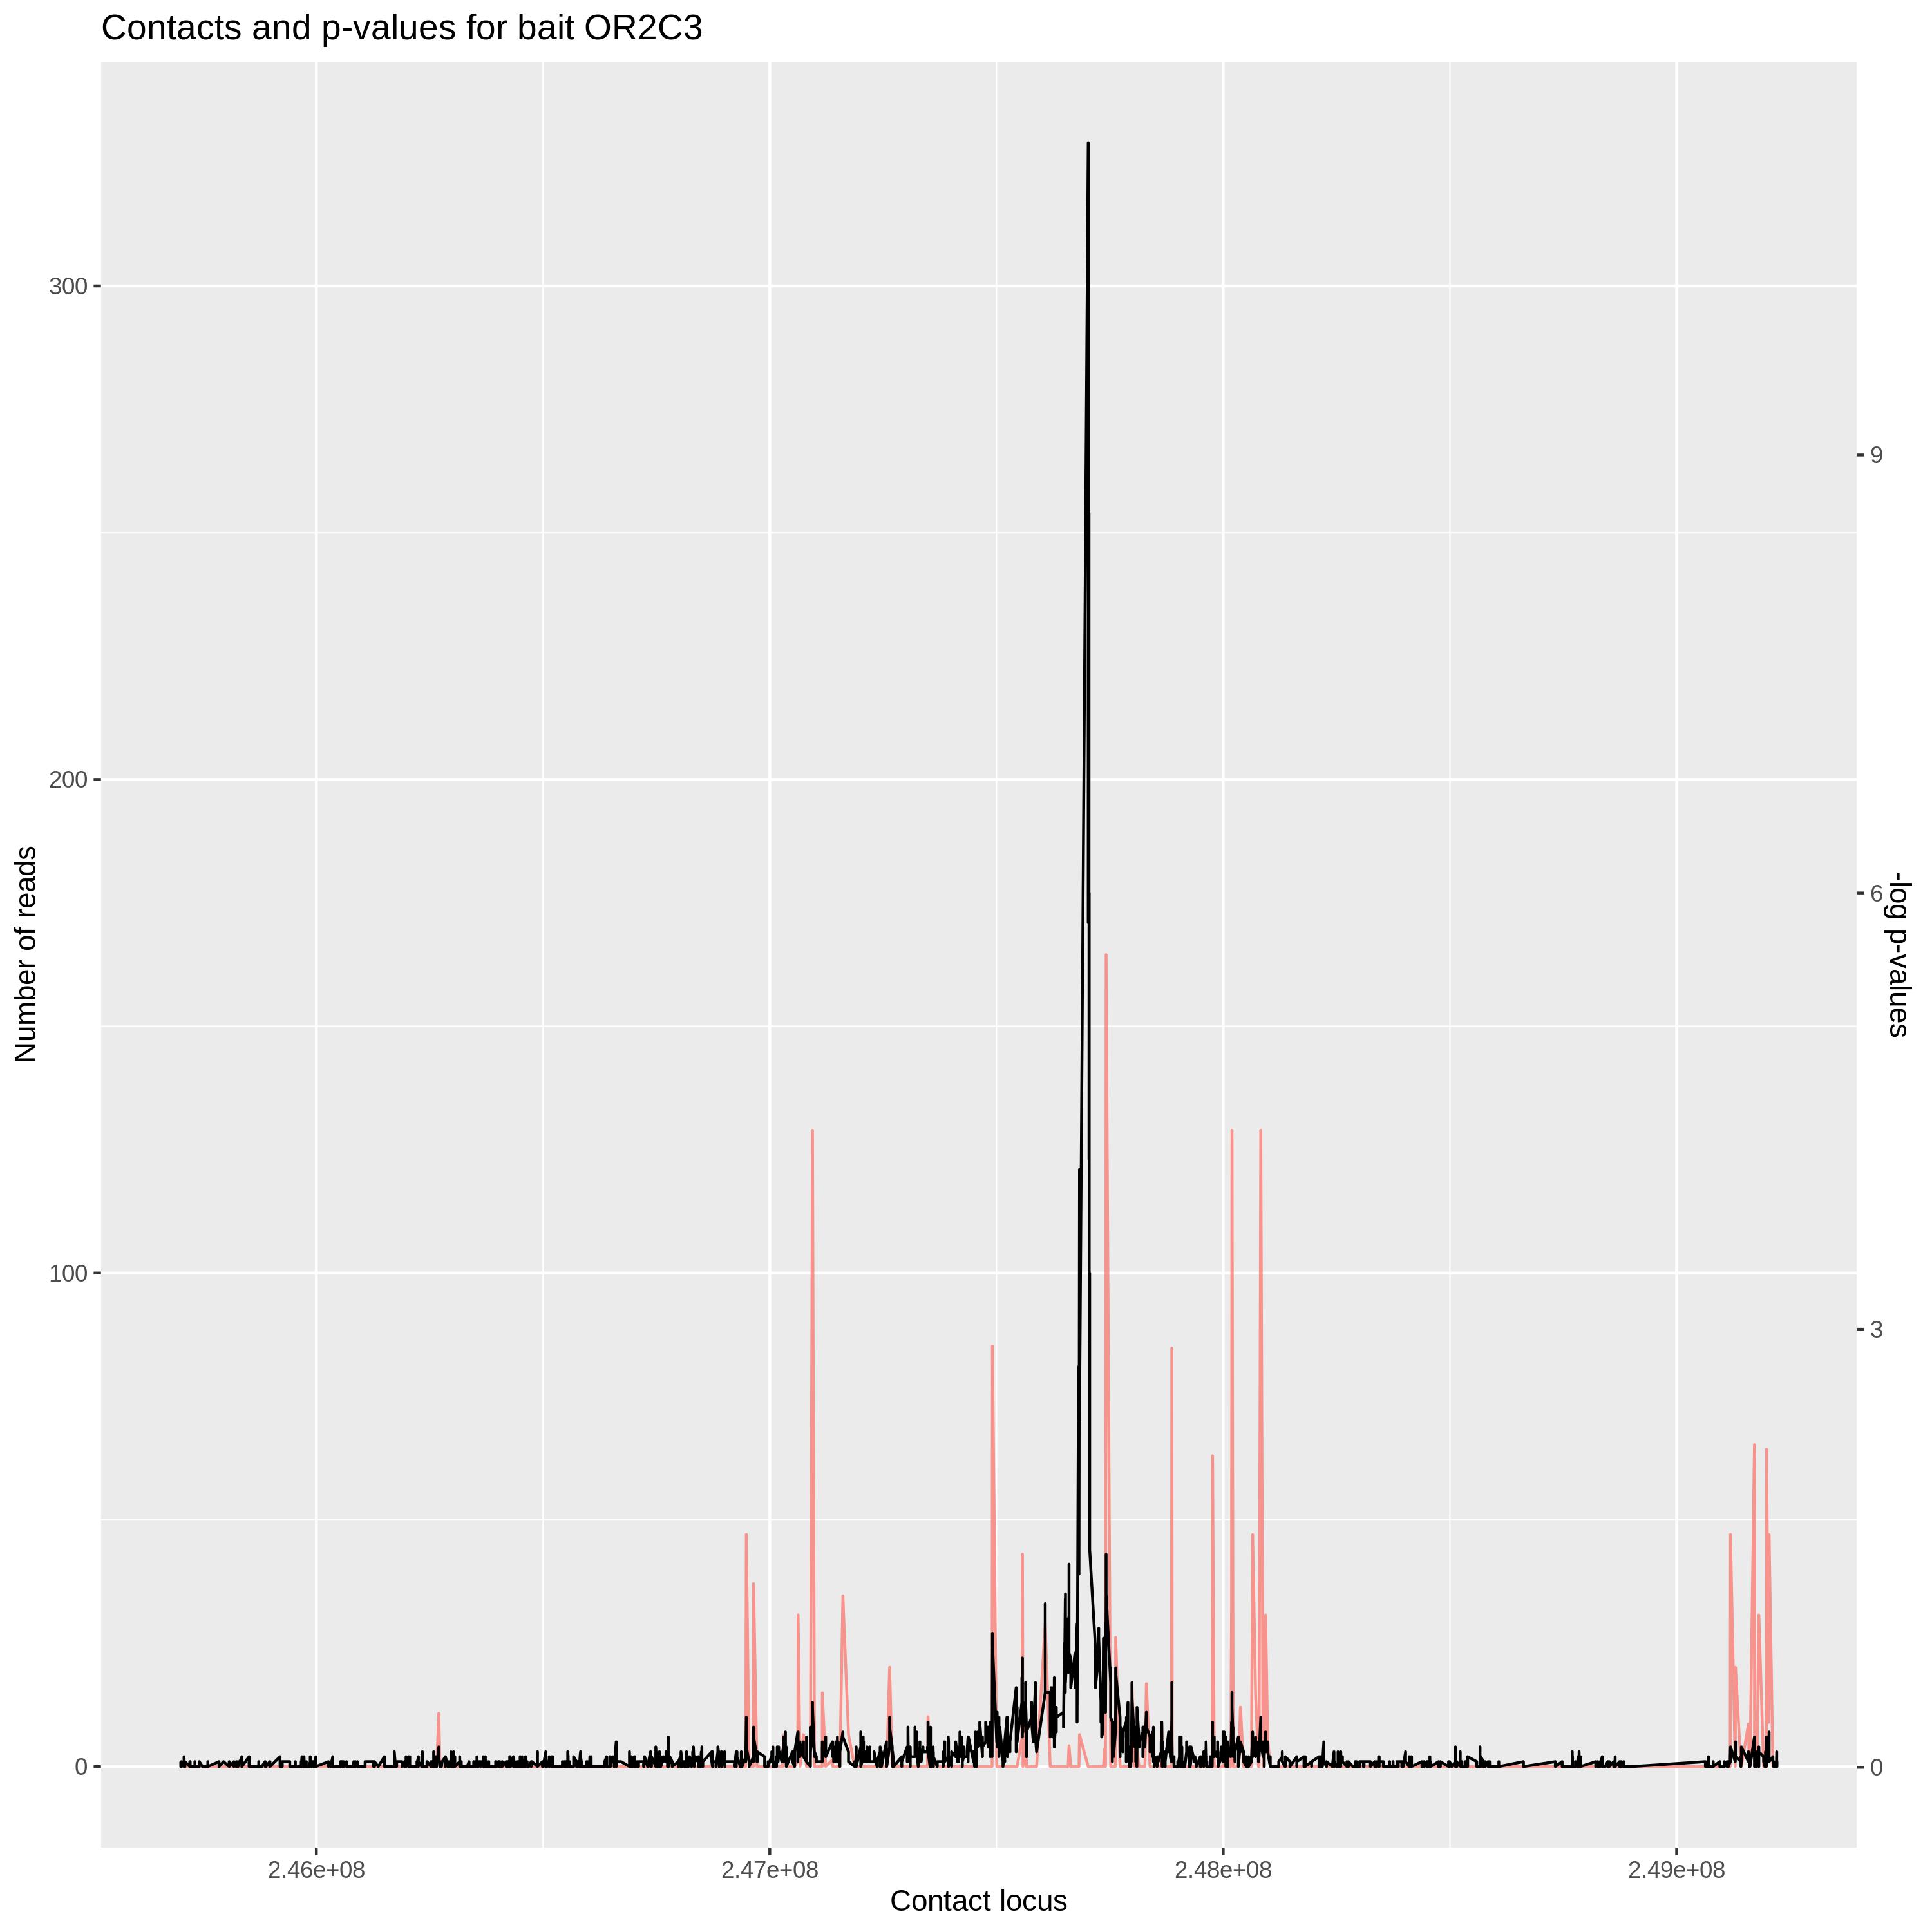 Contacts and p-values for bait OR2C3
300
200
100
0
Number of reads
9
6
3
0
-log p-values
2.46e+08
2.47e+08
2.48e+08
2.49e+08
Contact locus